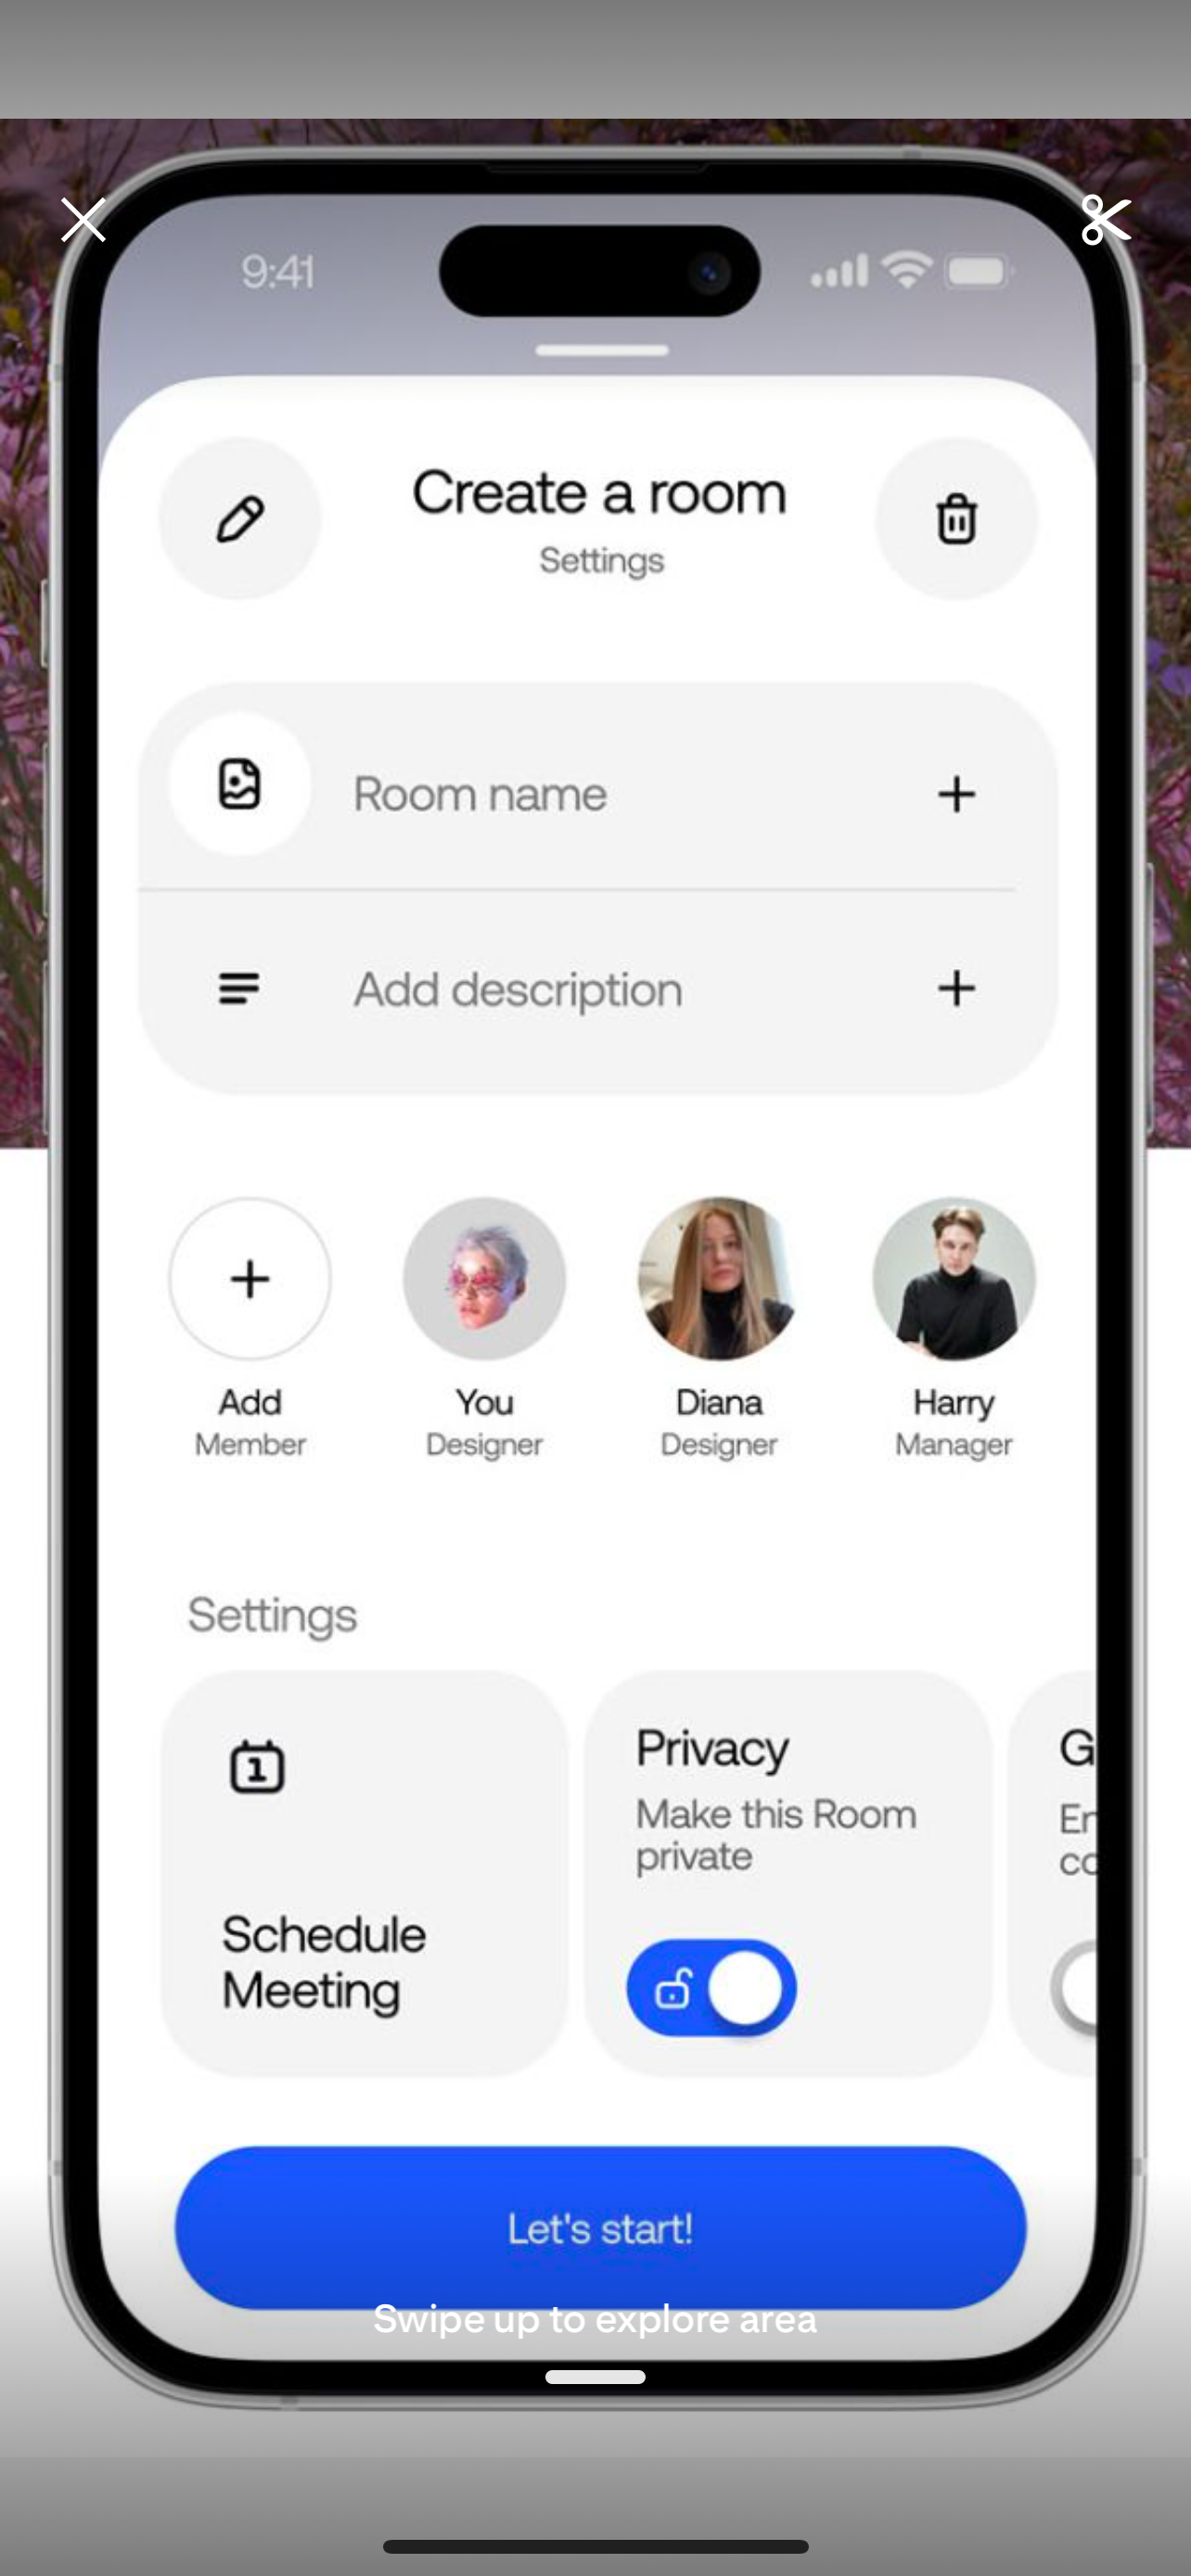 9:41
Create a room
Settings
Room name
Add description
Add
Member
You
Designer
Diana
Designer
Harry
Manager
Settings
1
Schedule
Meeting
Privacy
Make this Room
private
G
En
co
Let's start!
Swipe up to explore area